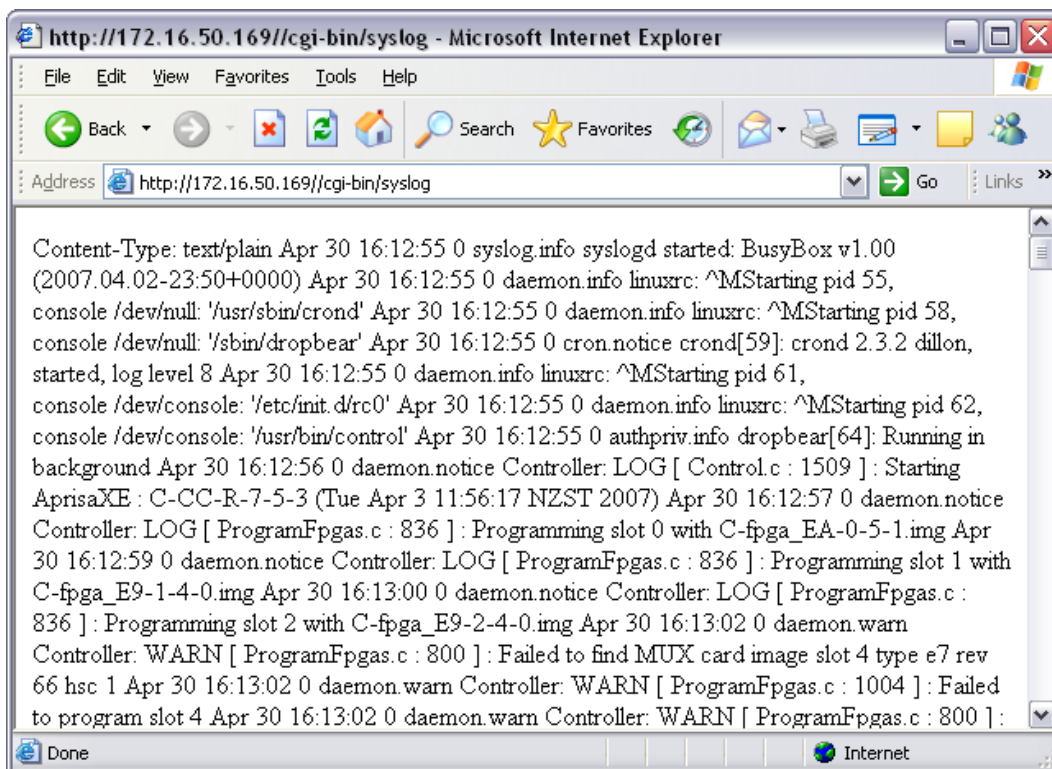 http://172.16.50.169//cgi-bin/syslog - Microsoft Internet Explorer
File Edit View Favorites Tools Help
Back Search Favorites
Address http://172.16.50.169//cgi-bin/syslog Go Links »
Content-Type: text/plain Apr 30 16:12:55 0 syslog.info syslogd started: BusyBox v1.00
(2007.04.02-23:50+0000) Apr 30 16:12:55 0 daemon.info linuxrc: ^MStarting pid 55,
console /dev/null: '/usr/sbin/crond' Apr 30 16:12:55 0 daemon.info linuxrc: ^MStarting pid 58,
console /dev/null: '/sbin/dropbear' Apr 30 16:12:55 0 cron.notice crond[59]: crond 2.3.2 dillon,
started, log level 8 Apr 30 16:12:55 0 daemon.info linuxrc: ^MStarting pid 61,
console /dev/console: '/etc/init.d/rc0' Apr 30 16:12:55 0 daemon.info linuxrc: ^MStarting pid 62,
console /dev/console: '/usr/bin/control' Apr 30 16:12:55 0 authpriv.info dropbear[64]: Running in
background Apr 30 16:12:56 0 daemon.notice Controller: LOG [ Control.c : 1509 ] : Starting
AprisaXE : C-CC-R-7-5-3 (Tue Apr 3 11:56:17 NZST 2007) Apr 30 16:12:57 0 daemon.notice
Controller: LOG [ ProgramFpgas.c : 836 ] : Programming slot 0 with C-fpga_EA-0-5-1.img Apr
30 16:12:59 0 daemon.notice Controller: LOG [ ProgramFpgas.c : 836 ] : Programming slot 1 with
C-fpga_E9-1-4-0.img Apr 30 16:13:00 0 daemon.notice Controller: LOG [ ProgramFpgas.c :
836 ] : Programming slot 2 with C-fpga_E9-2-4-0.img Apr 30 16:13:02 0 daemon.warn
Controller: WARN [ ProgramFpgas.c : 800 ] : Failed to find MUX card image slot 4 type e7 rev
66 hsc 1 Apr 30 16:13:02 0 daemon.warn Controller: WARN [ ProgramFpgas.c : 1004 ] : Failed
to program slot 4 Apr 30 16:13:02 0 daemon.warn Controller: WARN [ ProgramFpgas.c : 800 ] :
Done Internet